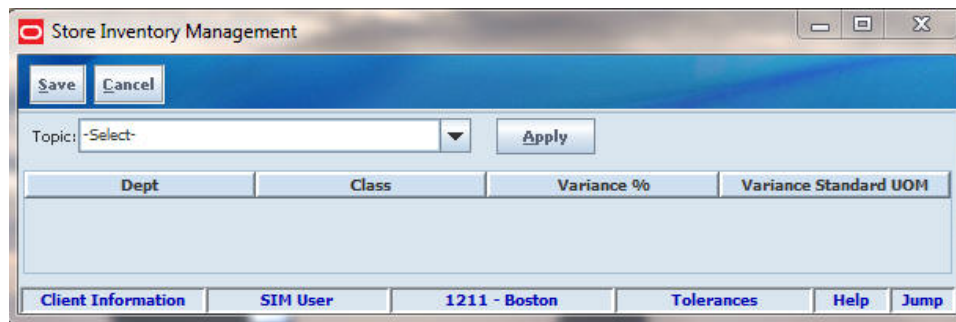 Store Inventory Management
Save Cancel
Topic: -Select- Apply
Dept Class Variance % Variance Standard UOM
Client Information SIM User 1211 - Boston Tolerances Help Jump